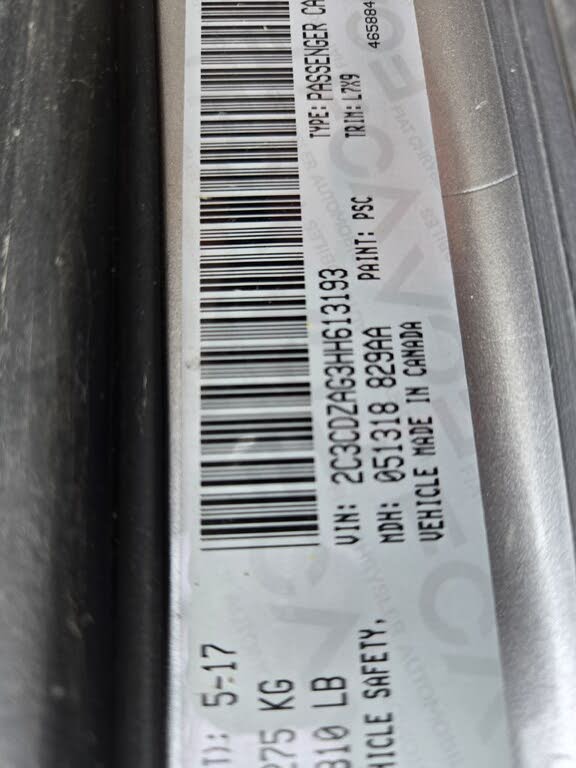 T): 5-17
275 KG
310 LB
HICLE SAFETY,
VIN: 2C3CDZAG3HH613193
TYPE: PASSENGER CA
MDH: 051318 829AA
PAINT: PSC
TRIM: L7X9
VEHICLE MADE IN CANADA
465884